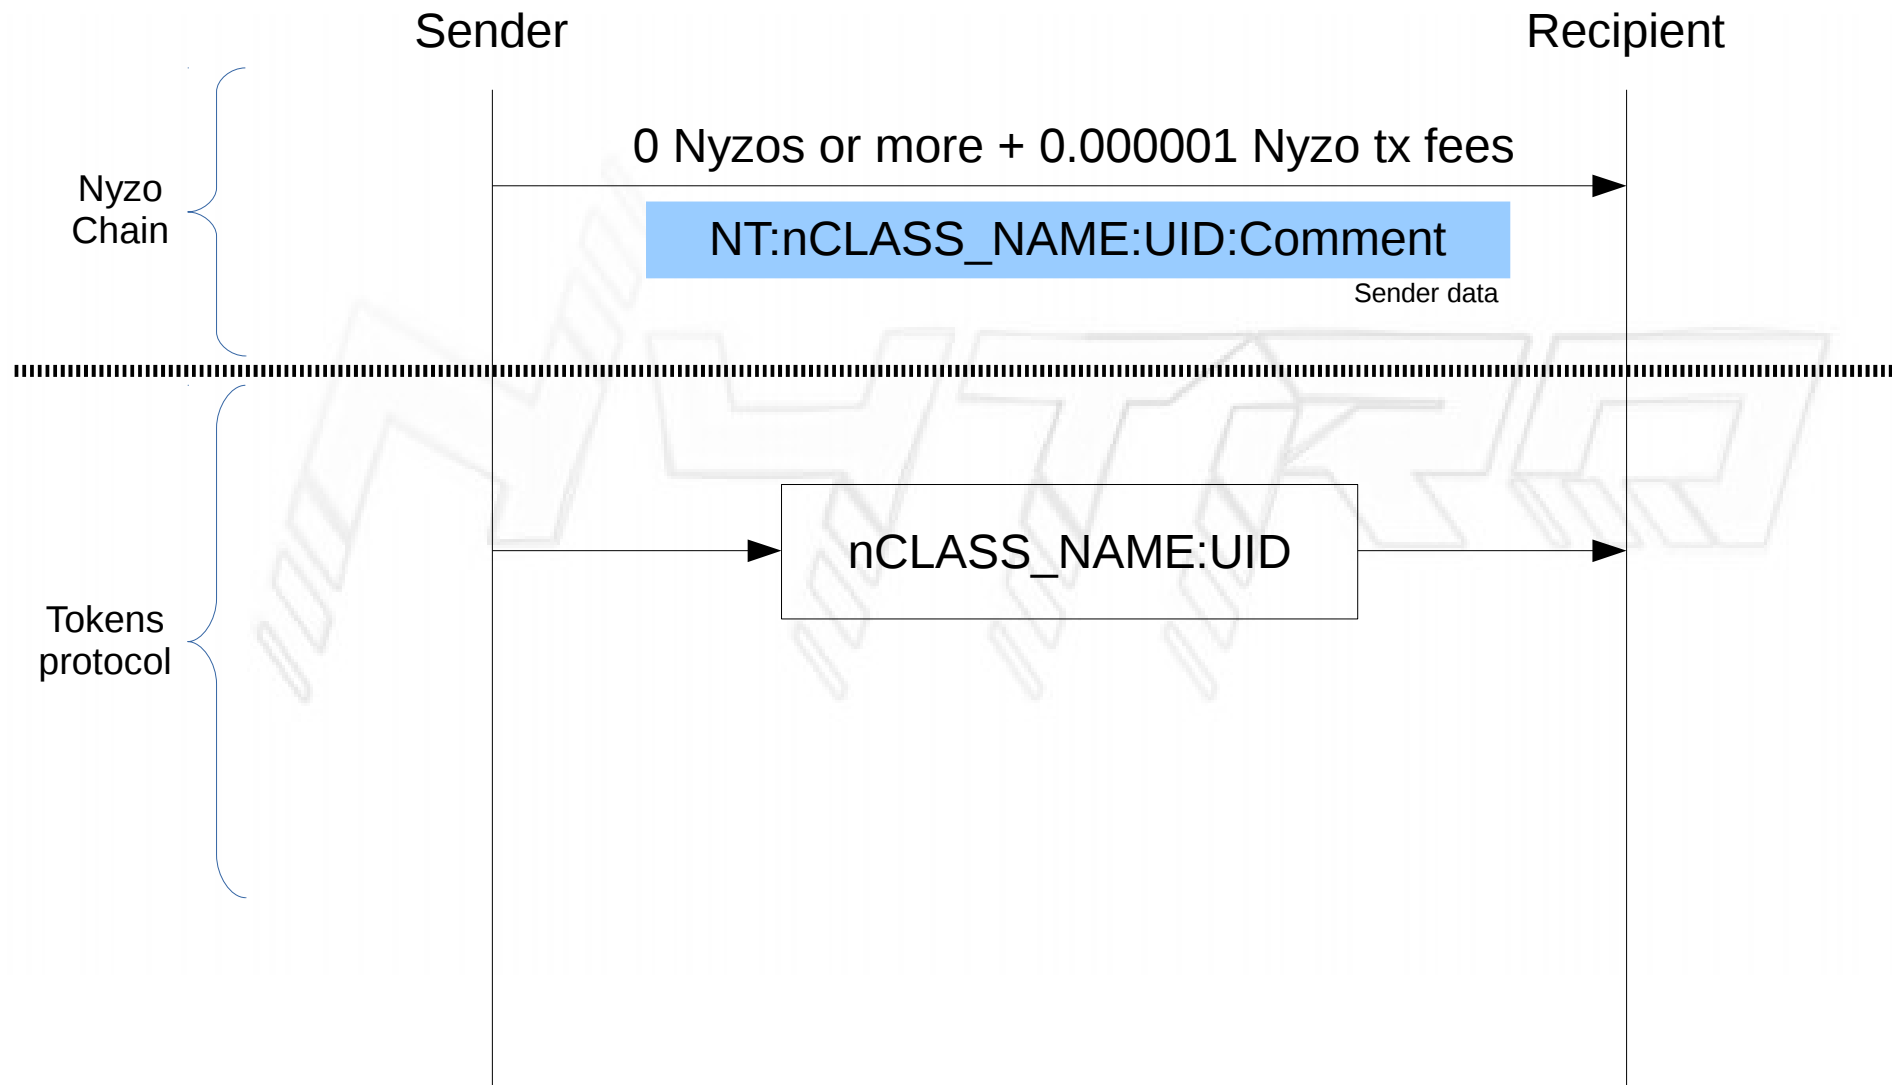 Sender
Recipient
0 Nyzos or more + 0.000001 Nyzo tx fees
Nyzo
Chain
NT:nCLASS_NAME:UID:Comment
Sender data
NYTRO
nCLASS_NAME:UID
Tokens
protocol